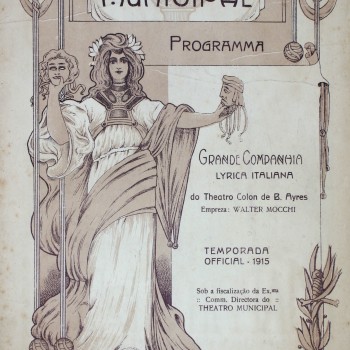 MUNICIPAL
PROGRAMMA
GRANDE COMPANHIA
LYRICA ITALIANA
do Theatro Colon de B. Ayres
Empreza: WALTER MOCCHI
TEMPORADA
OFFICIAL - 1915
Sob a fiscalização da Ex.ma
:: Comm. Directora do ::
THEATRO MUNICIPAL